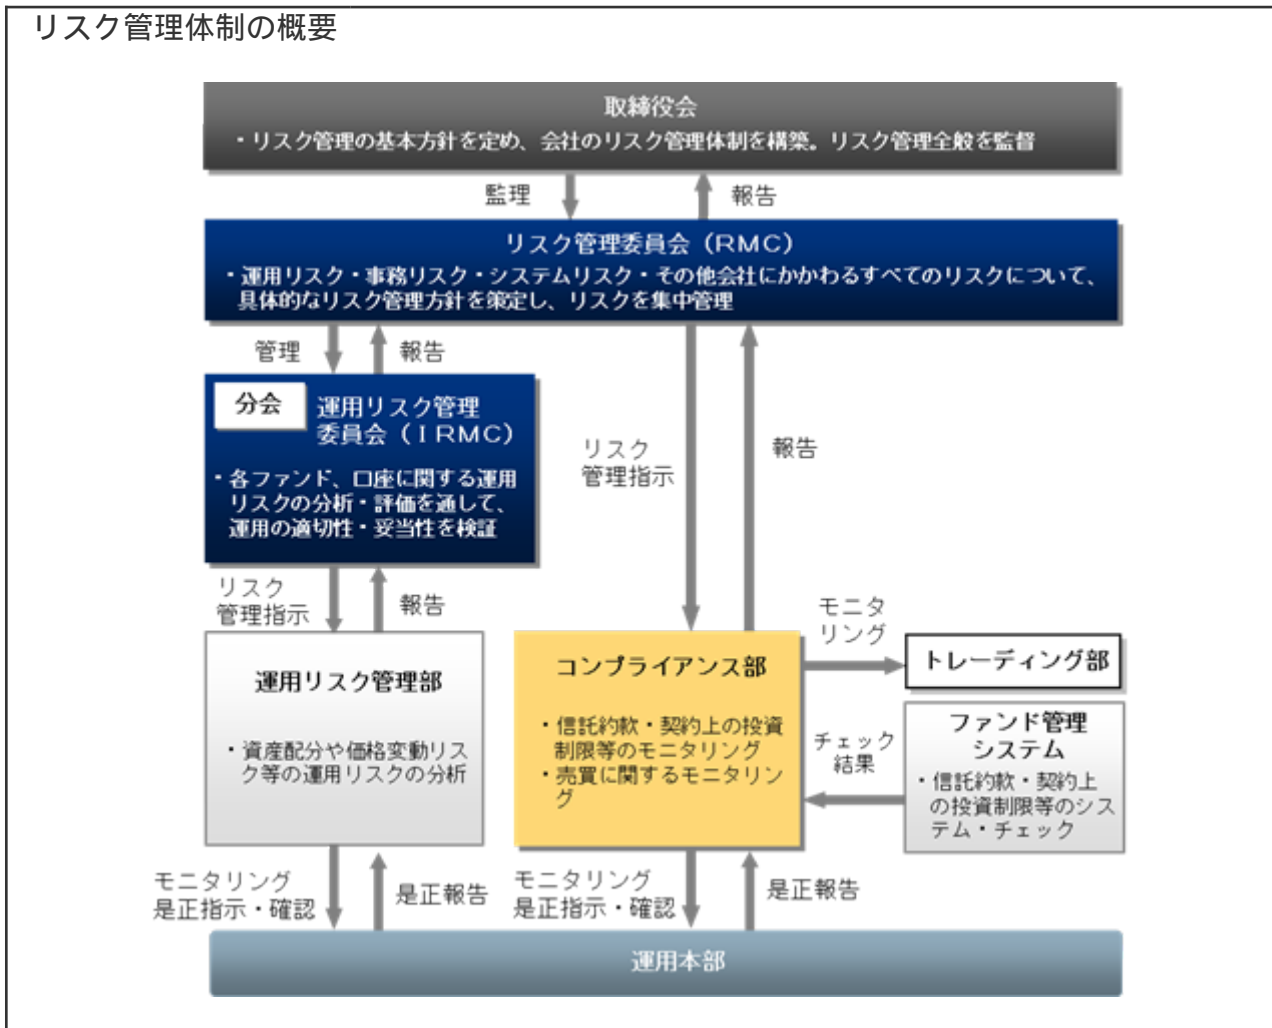 リスク管理体制の概要
取締役会
・リスク管理の基本方針を定め、会社のリスク管理体制を構築。リスク管理全般を監督
監理
報告
リスク管理委員会（RMC）
・運用リスク・事務リスク・システムリスク・その他会社にかかわるすべてのリスクについて、
具体的なリスク管理方針を策定し、リスクを集中管理
管理
報告
分会
運用リスク管理
委員会（IRMC）
・各ファンド、口座に関する運用
リスクの分析・評価を通して、
運用の適切性・妥当性を検証
リスク
管理指示
報告
リスク
管理指示
報告
運用リスク管理部
・資産配分や価格変動リス
ク等の運用リスクの分析
コンプライアンス部
・信託約款・契約上の投資
制限等のモニタリング
・売買に関するモニタリン
グ
モニタ
リング
トレーディング部
チェック
結果
ファンド管理
システム
・信託約款・契約上
の投資制限等のシス
テム・チェック
モニタリング
是正指示・確認
是正報告
モニタリング
是正指示・確認
是正報告
運用本部